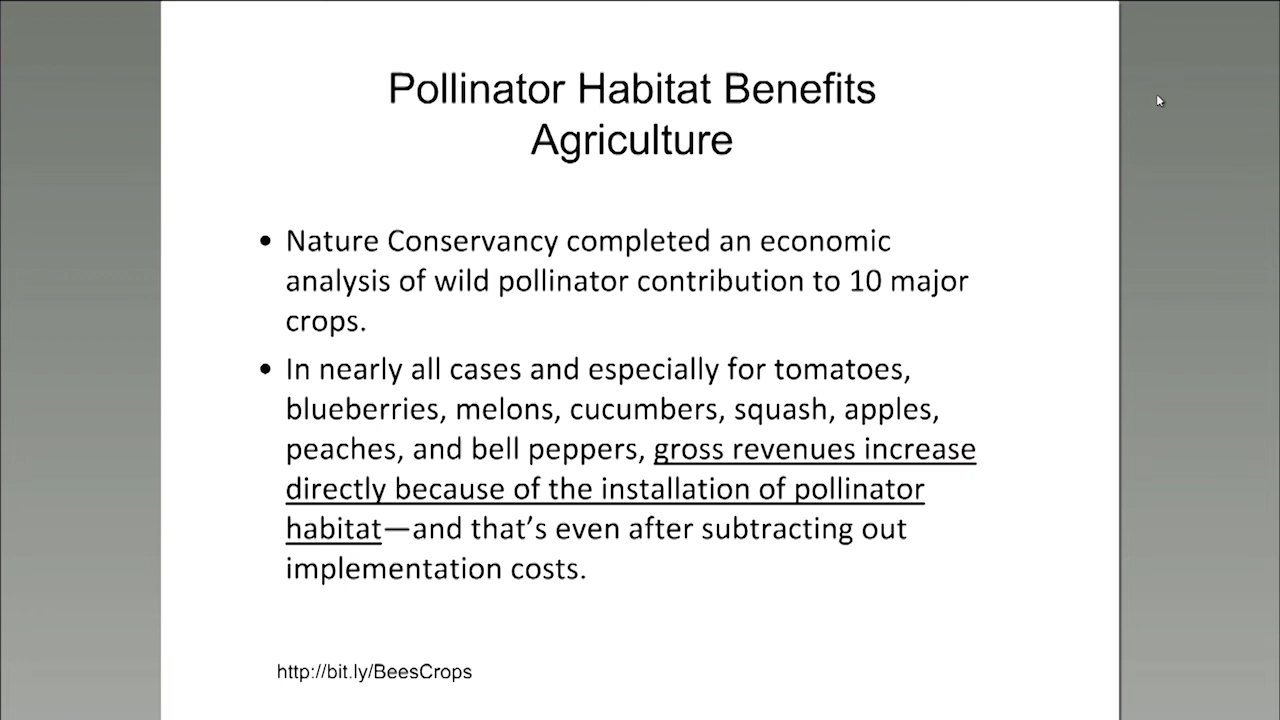 Pollinator Habitat Benefits
Agriculture
• Nature Conservancy completed an economic
analysis of wild pollinator contribution to 10 major
crops.
• In nearly all cases and especially for tomatoes,
blueberries, melons, cucumbers, squash, apples,
peaches, and bell peppers, gross revenues increase
directly because of the installation of pollinator
habitat—and that’s even after subtracting out
implementation costs.
http://bit.ly/BeesCrops